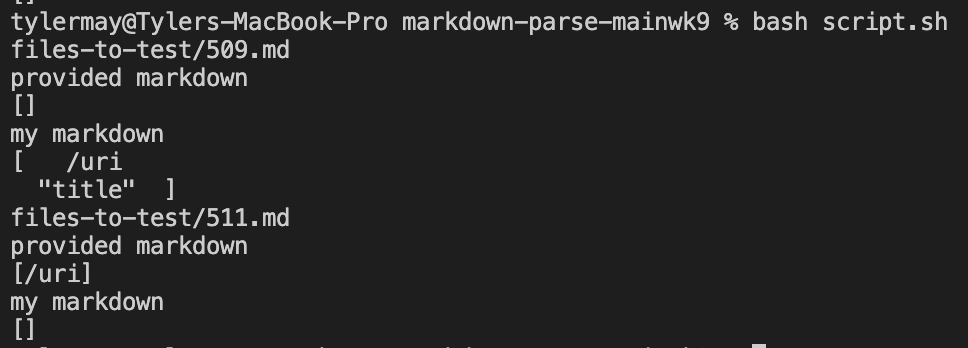 tylermay@Tylers-MacBook-Pro markdown-parse-mainwk9 % bash script.sh
files-to-test/509.md
provided markdown
[]
my markdown
[   /uri
  "title"  ]
files-to-test/511.md
provided markdown
[/uri]
my markdown
[]